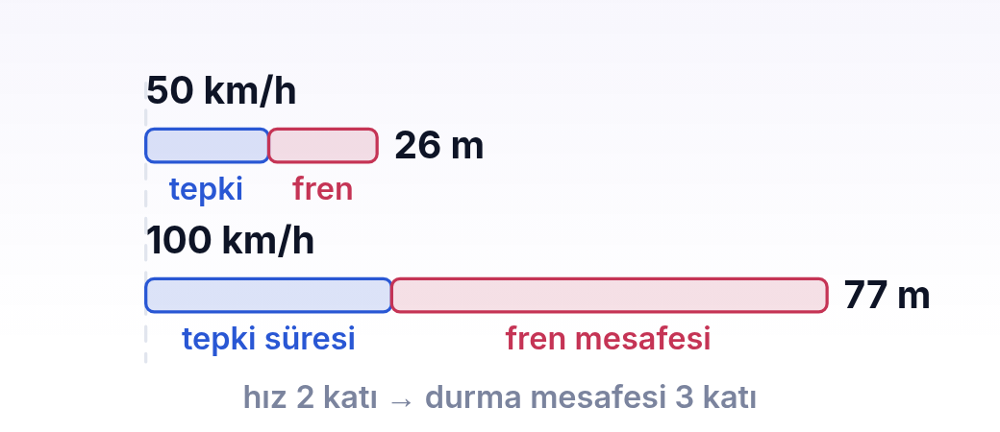 50 km/h
26 m
tepki fren
100 km/h
77 m
tepki süresi fren mesafesi
hız 2 katı → durma mesafesi 3 katı